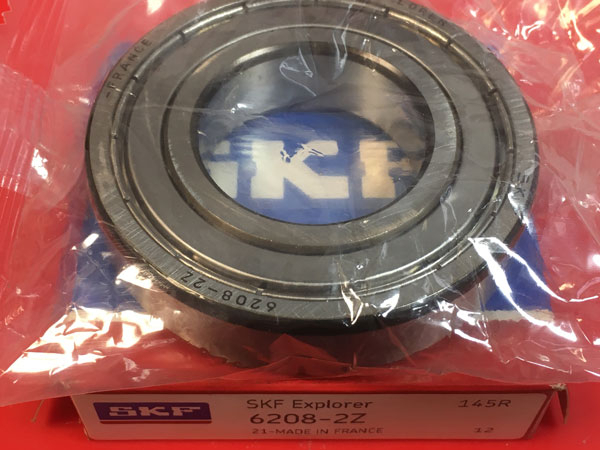 -FRANCE-
SKF
6208-2Z
SKF
SKF Explorer
6208-2Z
21-MADE IN FRANCE
145R
12